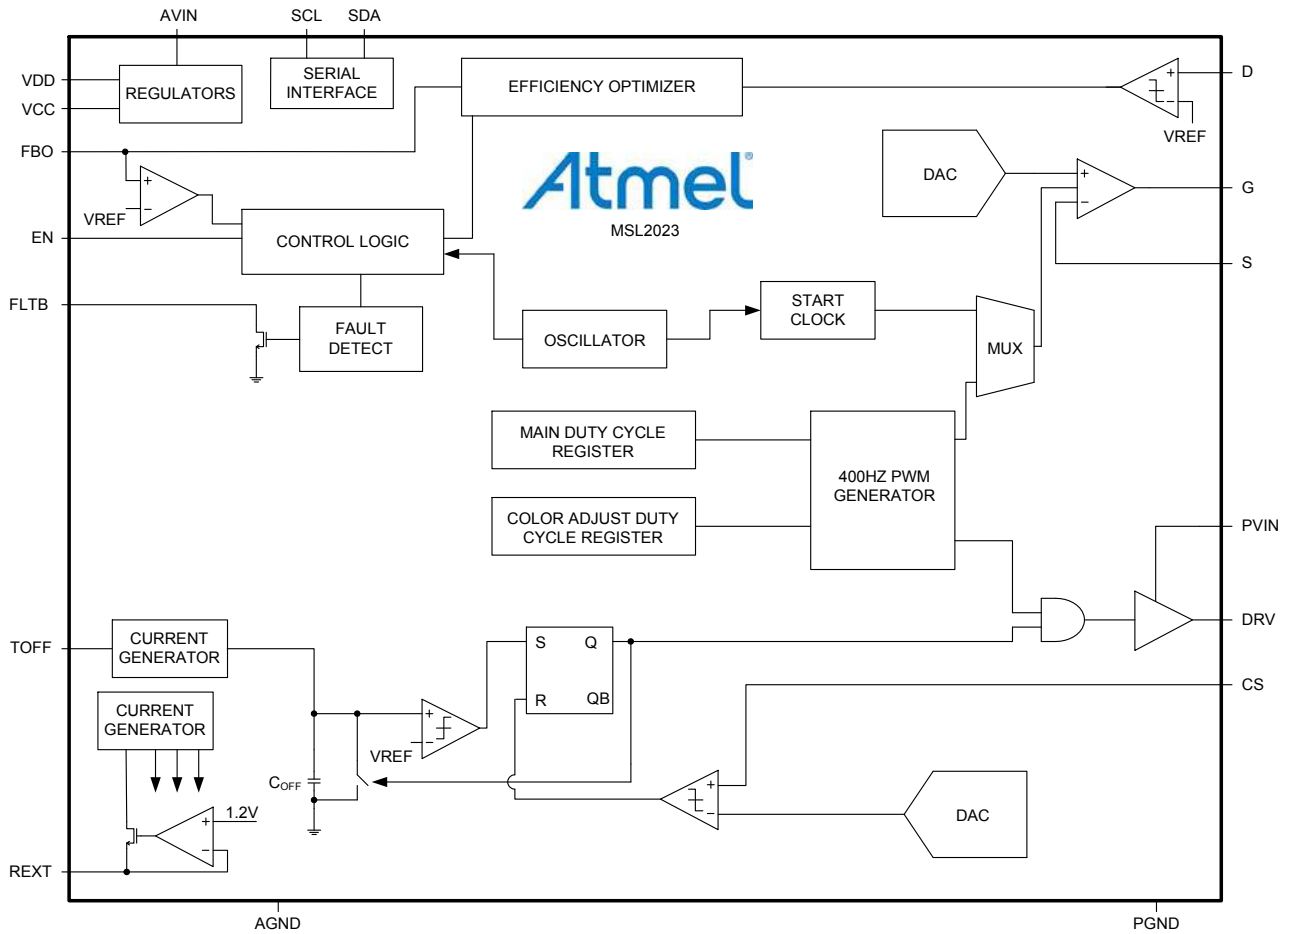 AVIN
SCL
SDA
VDD
VCC
REGULATORS
SERIAL
INTERFACE
EFFICIENCY OPTIMIZER
+
-
VREF
D
FBO
+
-
VREF
Atmel®
MSL2023
DAC
+
-
G
EN
CONTROL LOGIC
S
FLTB
FAULT
DETECT
OSCILLATOR
START
CLOCK
MUX
MAIN DUTY CYCLE
REGISTER
COLOR ADJUST DUTY
CYCLE REGISTER
400HZ PWM
GENERATOR
PVIN
TOFF
CURRENT
GENERATOR
S
Q
R
QB
DRV
CS
CURRENT
GENERATOR
+
-
VREF
COFF
+
-
DAC
1.2V
+
-
REXT
AGND
PGND